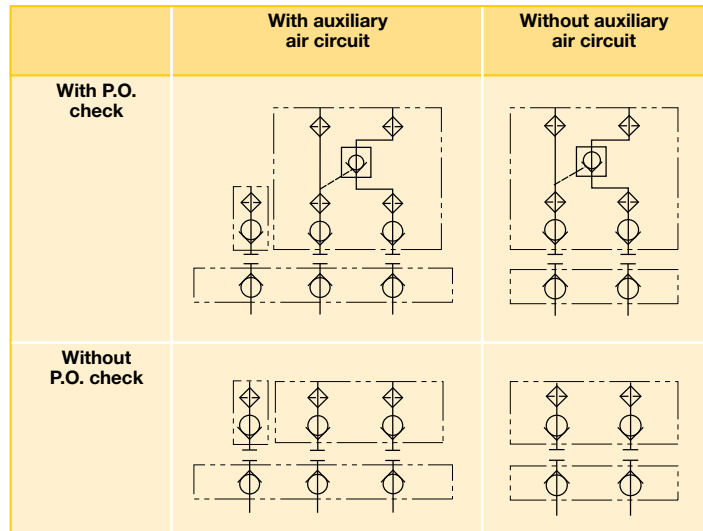 With auxiliary
air circuit
Without auxiliary
air circuit
With P.O.
check
Without
P.O. check